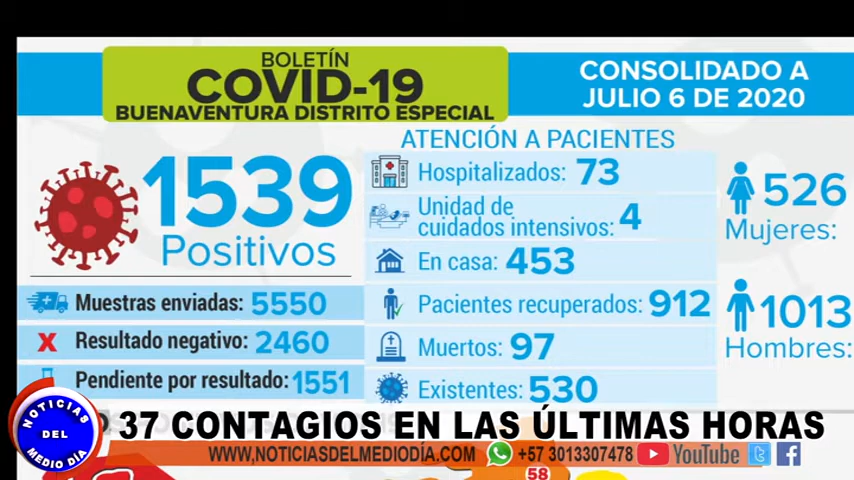 BOLETÍN
COVID-19
BUENAVENTURA DISTRITO ESPECIAL
CONSOLIDADO A
JULIO 6 DE 2020
1539
Positivos
Muestras enviadas: 5550
Resultado negativo: 2460
Pendiente por resultado: 1551
ATENCIÓN A PACIENTES
Hospitalizados: 73
Unidad de
cuidados intensivos: 4
En casa: 453
Pacientes recuperados: 912
Muertos: 97
Existentes: 530
526
Mujeres:
1013
Hombres:
NOTICIAS
DEL
MEDIO DÍA
37 CONTAGIOS EN LAS ÚLTIMAS HORAS
WWW.NOTICIASDELMEDIODÍA.COM +57 3013307478 YouTube
58